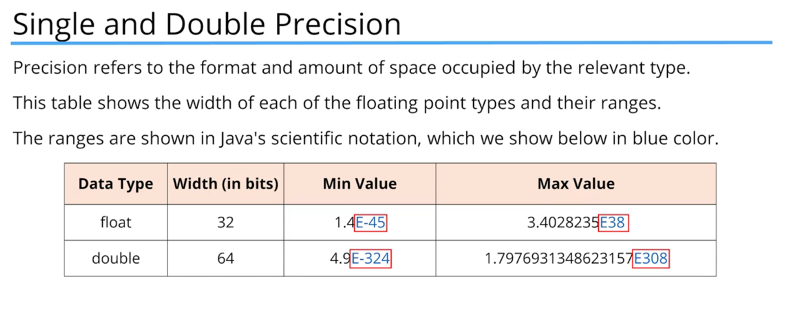 Single and Double Precision
Precision refers to the format and amount of space occupied by the relevant type.
This table shows the width of each of the floating point types and their ranges.
The ranges are shown in Java's scientific notation, which we show below in blue color.
Data Type Width (in bits) Min Value Max Value
float 32 1.4E-45 3.4028235E38
double 64 4.9E-324 1.7976931348623157E308